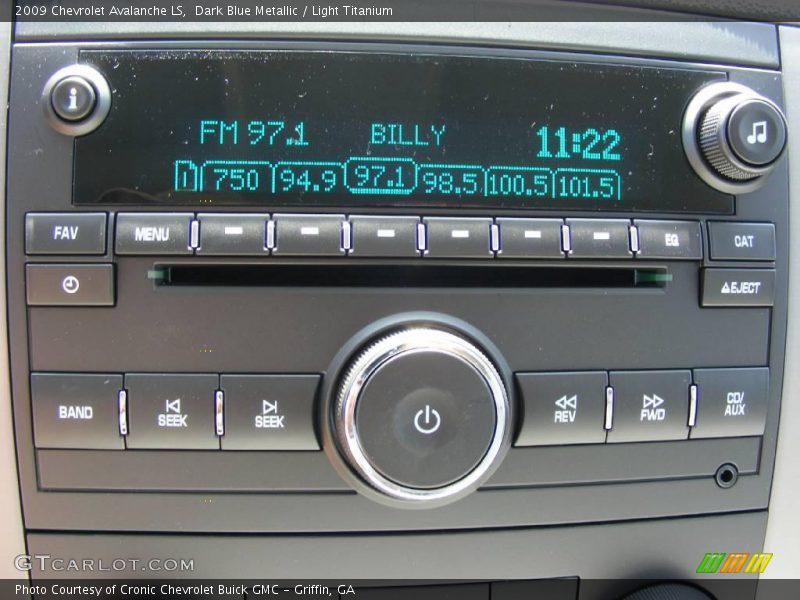 2009 Chevrolet Avalanche LS, Dark Blue Metallic / Light Titanium
i
FM 97.1 BILLY 11:22
1 750 94.9 97.1 98.5 100.5 101.5
FAV MENU EQ CAT
EJECT
BAND SEEK SEEK REV FWD CD/
AUX
GTCARLOT.COM
Photo Courtesy of Cronic Chevrolet Buick GMC - Griffin, GA